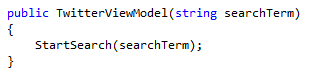 public TwitterViewModel(string searchTerm)
{
    StartSearch(searchTerm);
}